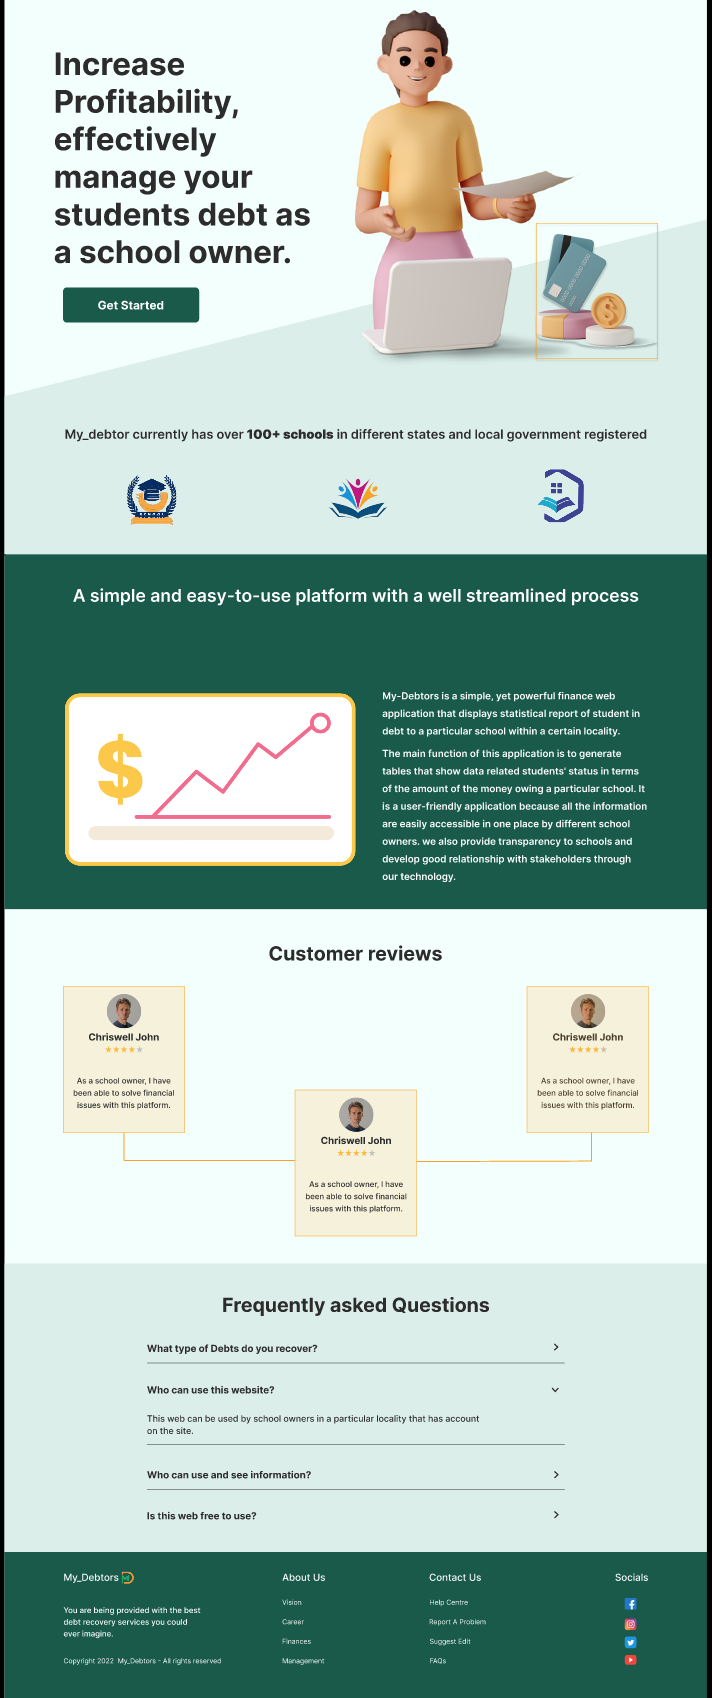 Increase
Profitability,
effectively
manage your
students debt as
a school owner.
Get Started
My_debtor currently has over 100+ schools in different states and local government registered
SCHOOL
A simple and easy-to-use platform with a well streamlined process
$
My-Debtors is a simple, yet powerful finance web
application that displays statistical report of student in
debt to a particular school within a certain locality.
The main function of this application is to generate
tables that show data related students' status in terms
of the amount of the money owing a particular school. It
is a user-friendly application because all the information
are easily accessible in one place by different school
owners. we also provide transparency to schools and
develop good relationship with stakeholders through
our technology.
Customer reviews
Chriswell John
As a school owner, I have
been able to solve financial
issues with this platform.
Chriswell John
As a school owner, I have
been able to solve financial
issues with this platform.
Chriswell John
As a school owner, I have
been able to solve financial
issues with this platform.
Frequently asked Questions
What type of Debts do you recover?
Who can use this website?
This web can be used by school owners in a particular locality that has account
on the site.
Who can use and see information?
Is this web free to use?
My_Debtors
You are being provided with the best
debt recovery services you could
ever imagine.
Copyright 2022 My_Debtors - All rights reserved
About Us
Vision
Career
Finances
Management
Contact Us
Help Centre
Report A Problem
Suggest Edit
FAQs
Socials